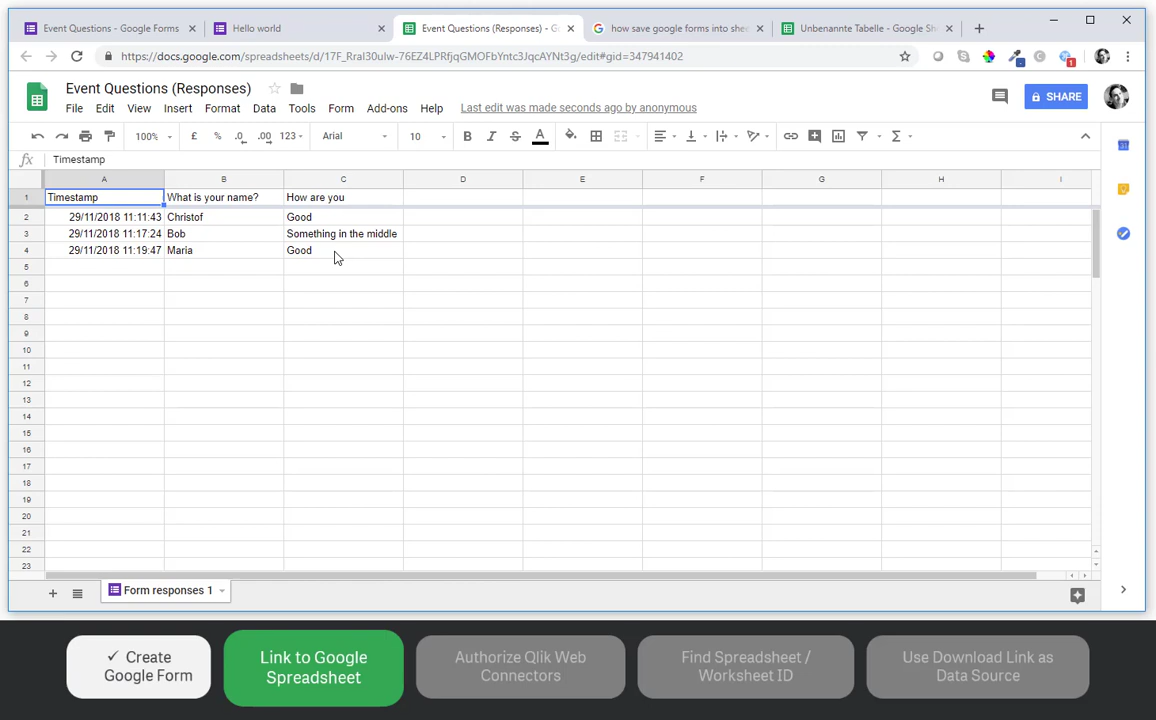 Event Questions - Google Forms
Hello world
Event Questions (Responses) - G
how save google forms into shee
Unbenannte Tabelle - Google She
https://docs.google.com/spreadsheets/d/17F_RraI30ulw-76EZ4LPRfjqGMOFbYntc3JqcAYNt3g/edit#gid=347941402
Event Questions (Responses)
File Edit View Insert Format Data Tools Form Add-ons Help Last edit was made seconds ago by anonymous
SHARE
100% £ % .0 .00 123 Arial 10 B I S A Σ
fx Timestamp
A B C D E F G H I
1 Timestamp What is your name? How are you
2 29/11/2018 11:11:43 Christof Good
3 29/11/2018 11:17:24 Bob Something in the middle
4 29/11/2018 11:19:47 Maria Good
5
6
7
8
9
10
11
12
13
14
15
16
17
18
19
20
21
22
23
Form responses 1
✓ Create
Google Form
Link to Google
Spreadsheet
Authorize Qlik Web
Connectors
Find Spreadsheet /
Worksheet ID
Use Download Link as
Data Source